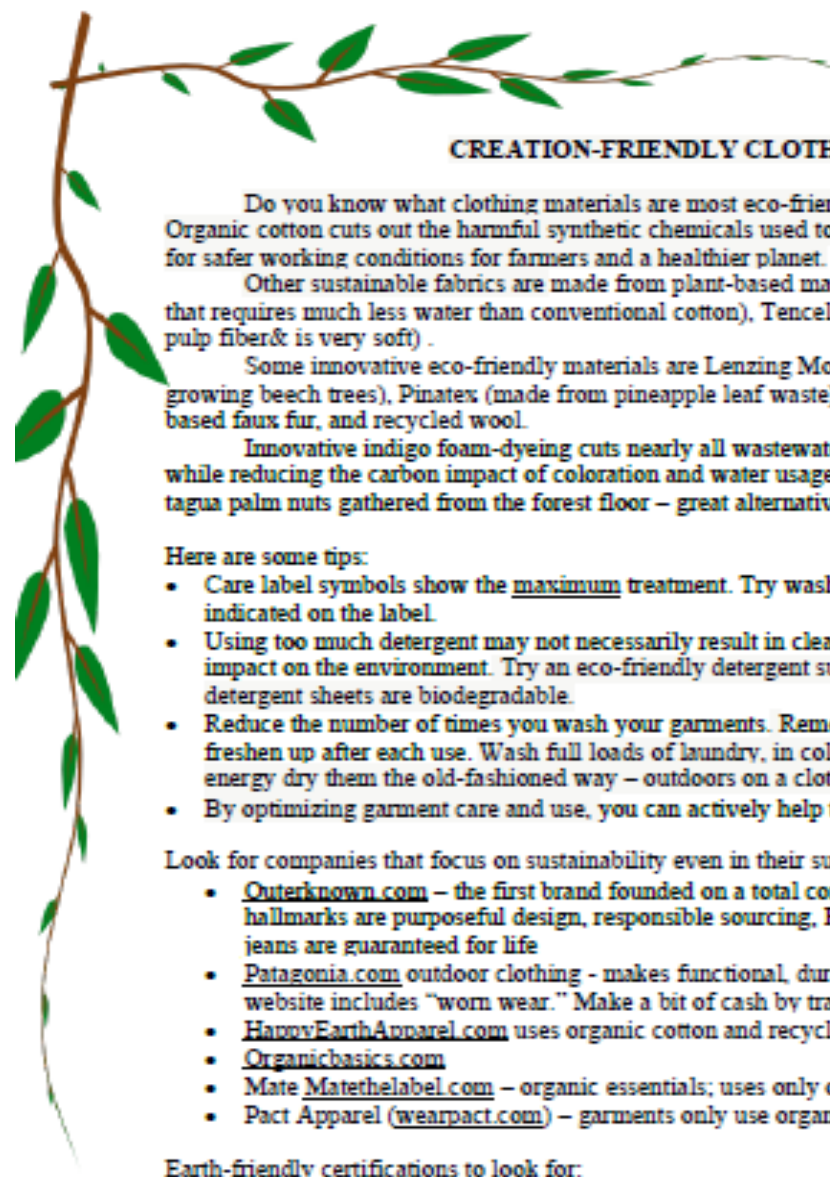 CREATION-FRIENDLY CLOTH
Do you know what clothing materials are most eco-frien
Organic cotton cuts out the harmful synthetic chemicals used to
for safer working conditions for farmers and a healthier planet.
Other sustainable fabrics are made from plant-based ma
that requires much less water than conventional cotton), Tencel
pulp fiber& is very soft) .
Some innovative eco-friendly materials are Lenzing Mo
growing beech trees), Pinatex (made from pineapple leaf waste)
based faux fur, and recycled wool.
Innovative indigo foam-dyeing cuts nearly all wastewat
while reducing the carbon impact of coloration and water usage
tagua palm nuts gathered from the forest floor – great alternativ
Here are some tips:
• Care label symbols show the maximum treatment. Try wash
indicated on the label.
• Using too much detergent may not necessarily result in clea
impact on the environment. Try an eco-friendly detergent su
detergent sheets are biodegradable.
• Reduce the number of times you wash your garments. Rem
freshen up after each use. Wash full loads of laundry, in col
energy dry them the old-fashioned way – outdoors on a clot
• By optimizing garment care and use, you can actively help
Look for companies that focus on sustainability even in their su
• Outerknown.com – the first brand founded on a total co
hallmarks are purposeful design, responsible sourcing,
jeans are guaranteed for life
• Patagonia.com outdoor clothing - makes functional, dur
website includes “worn wear.” Make a bit of cash by tra
• HappyEarthApparel.com uses organic cotton and recycl
• Organicbasics.com
• Mate Matethelabel.com – organic essentials; uses only
• Pact Apparel (wearpact.com) – garments only use organ
Earth-friendly certifications to look for: